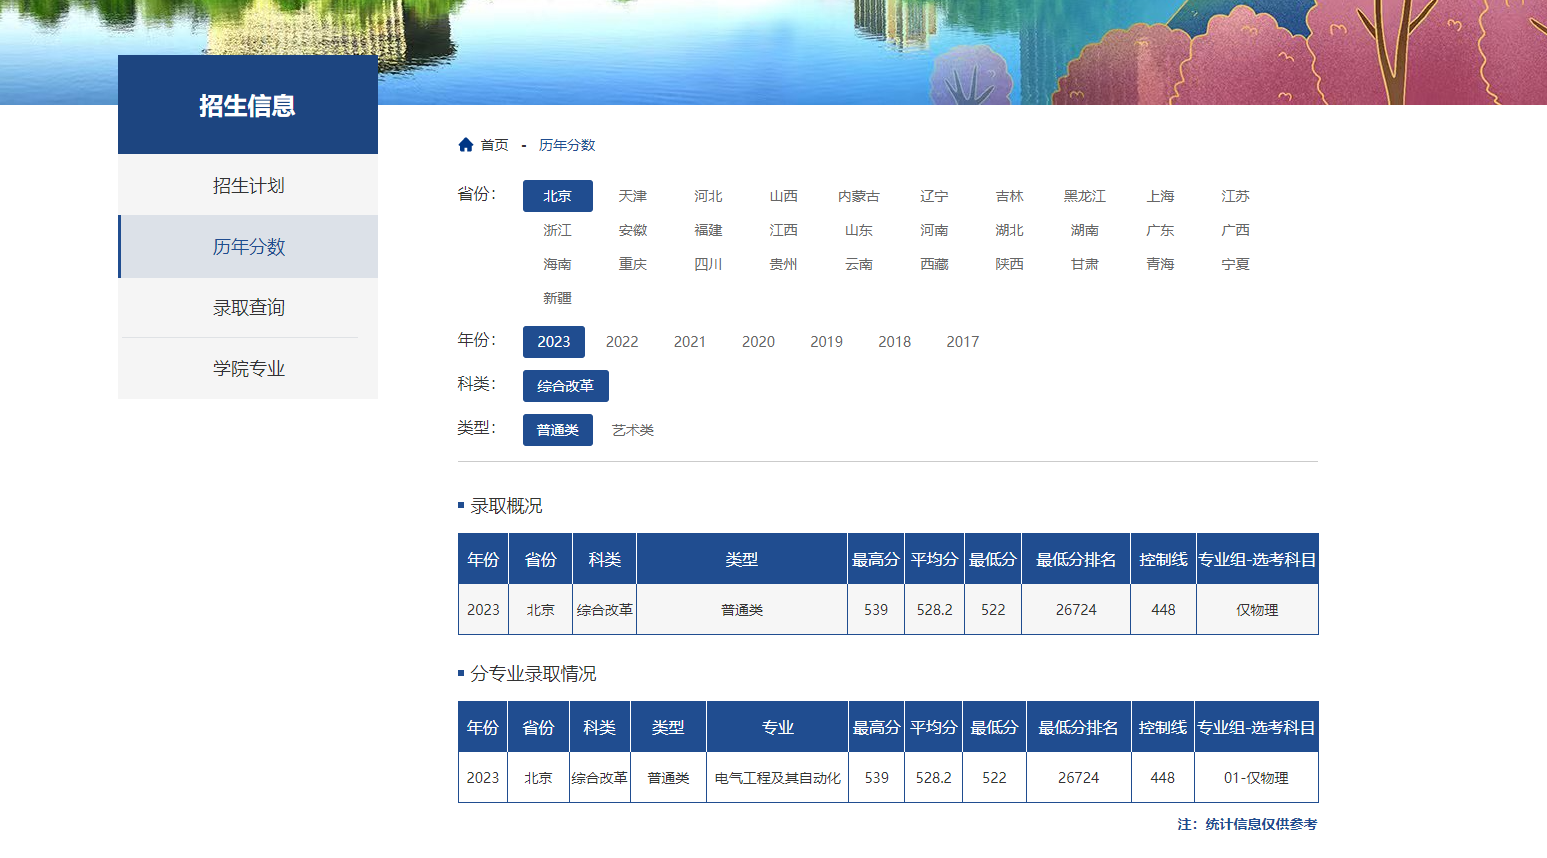 招生信息
招生计划
历年分数
录取查询
学院专业
首页 - 历年分数
省份： 北京 天津 河北 山西 内蒙古 辽宁 吉林 黑龙江 上海 江苏
浙江 安徽 福建 江西 山东 河南 湖北 湖南 广东 广西
海南 重庆 四川 贵州 云南 西藏 陕西 甘肃 青海 宁夏
新疆
年份： 2023 2022 2021 2020 2019 2018 2017
科类： 综合改革
类型： 普通类 艺术类
录取概况
年份 省份 科类 类型 最高分 平均分 最低分 最低分排名 控制线 专业组-选考科目
2023 北京 综合改革 普通类 539 528.2 522 26724 448 仅物理
分专业录取情况
年份 省份 科类 类型 专业 最高分 平均分 最低分 最低分排名 控制线 专业组-选考科目
2023 北京 综合改革 普通类 电气工程及其自动化 539 528.2 522 26724 448 01-仅物理
注：统计信息仅供参考